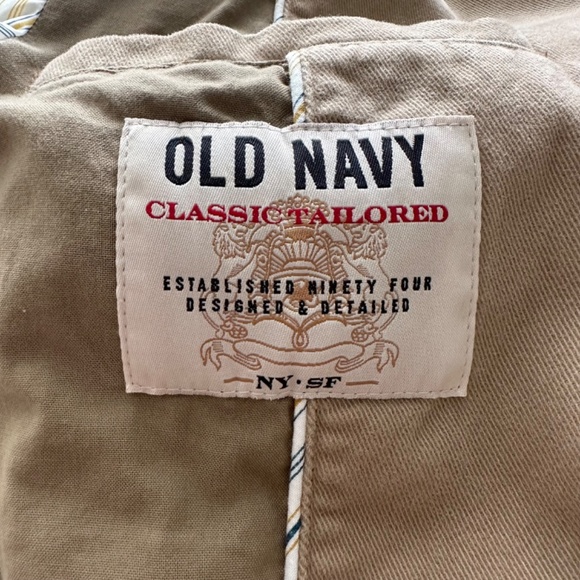 OLD NAVY
CLASSIC TAILORED
ESTABLISHED NINETY FOUR
DESIGNED & DETAILED
NY·SF